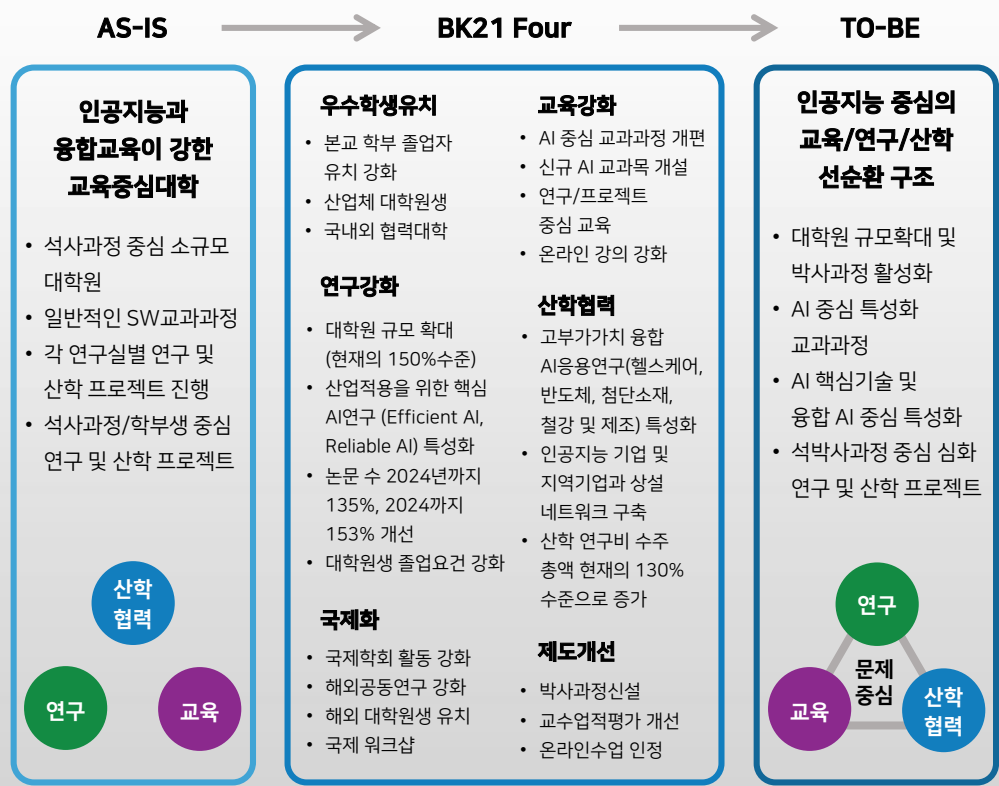 AS-IS
BK21 Four
TO-BE
인공지능과
융합교육이 강한
교육중심대학
• 석사과정 중심 소규모
대학원
• 일반적인 SW교과과정
• 각 연구실별 연구 및
산학 프로젝트 진행
• 석사과정/학부생 중심
연구 및 산학 프로젝트
산학
협력
연구
교육
우수학생유치
• 본교 학부 졸업자
유치 강화
• 산업체 대학원생
• 국내외 협력대학
연구강화
• 대학원 규모 확대
(현재의 150%수준)
• 산업적용을 위한 핵심
AI연구 (Efficient AI,
Reliable AI) 특성화
• 논문 수 2024년까지
135%, 2024까지
153% 개선
• 대학원생 졸업요건 강화
국제화
• 국제학회 활동 강화
• 해외공동연구 강화
• 해외 대학원생 유치
• 국제 워크샵
교육강화
• AI 중심 교과과정 개편
• 신규 AI 교과목 개설
• 연구/프로젝트
중심 교육
• 온라인 강의 강화
산학협력
• 고부가가치 융합
AI응용연구(헬스케어,
반도체, 첨단소재,
철강 및 제조) 특성화
• 인공지능 기업 및
지역기업과 상설
네트워크 구축
• 산학 연구비 수주
총액 현재의 130%
수준으로 증가
제도개선
• 박사과정신설
• 교수업적평가 개선
• 온라인수업 인정
인공지능 중심의
교육/연구/산학
선순환 구조
• 대학원 규모확대 및
박사과정 활성화
• AI 중심 특성화
교과과정
• AI 핵심기술 및
융합 AI 중심 특성화
• 석박사과정 중심 심화
연구 및 산학 프로젝트
연구
문제
중심
교육
산학
협력